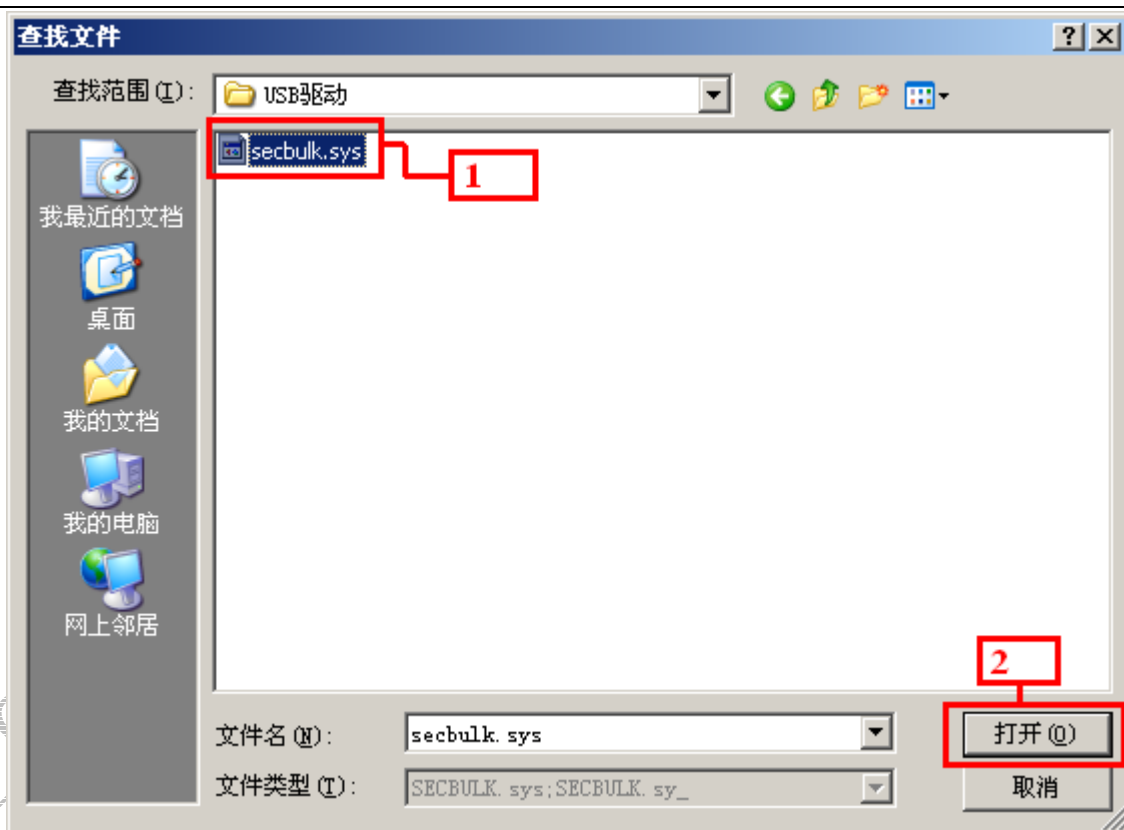 查找文件
查找范围(I): USB驱动
secbulk.sys
1
我最近的文档
桌面
我的文档
我的电脑
网上邻居
2
文件名(N): secbulk.sys 打开(O)
文件类型(T): SECBULK.sys;SECBULK.sy_ 取消